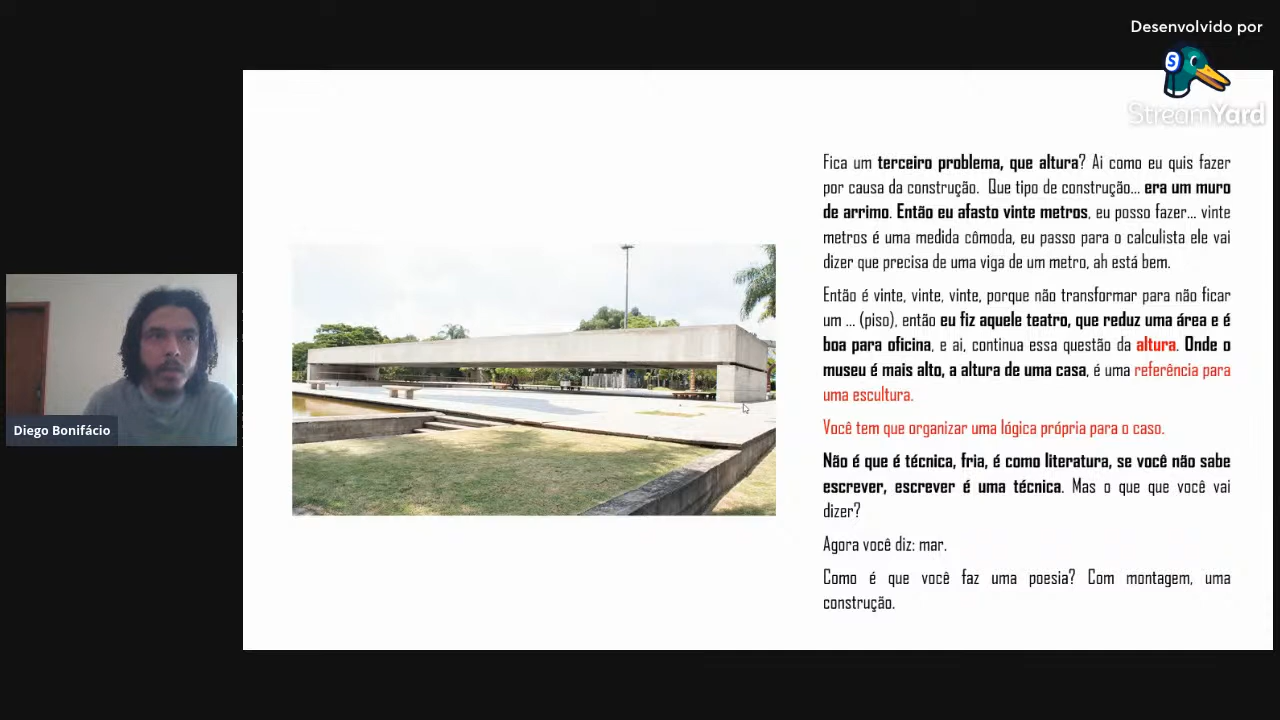 Desenvolvido por
S
StreamYard
Fica um terceiro problema, que altura? Ai como eu quis fazer
por causa da construção. Que tipo de construção... era um muro
de arrimo. Então eu afasto vinte metros, eu posso fazer... vinte
metros é uma medida cômoda, eu passo para o calculista ele vai
dizer que precisa de uma viga de um metro, ah está bem.
Então é vinte, vinte, vinte, porque não transformar para não ficar
um ... (piso), então eu fiz aquele teatro, que reduz uma área e é
boa para oficina, e ai, continua essa questão da altura. Onde o
museu é mais alto, a altura de uma casa, é uma referência para
uma escultura.
Você tem que organizar uma lógica própria para o caso.
Não é que é técnica, fria, é como literatura, se você não sabe
escrever, escrever é uma técnica. Mas o que que você vai
dizer?
Agora você diz: mar.
Como é que você faz uma poesia? Com montagem, uma
construção.
Diego Bonifácio